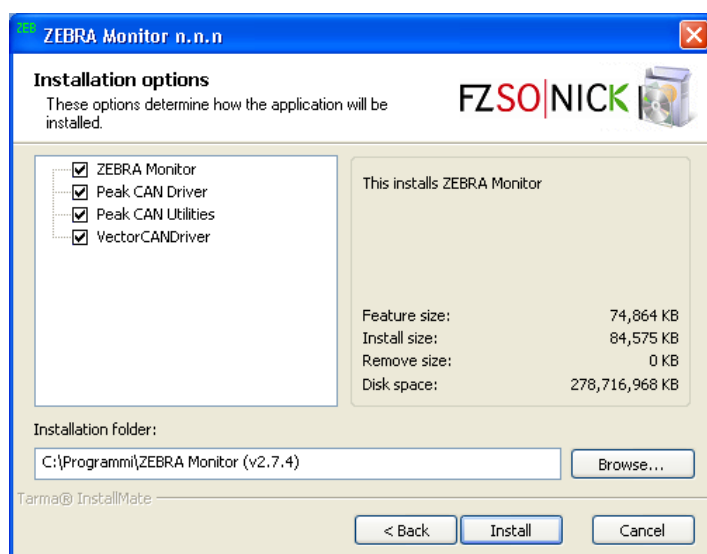 ZEB ZEBRA Monitor n.n.n
Installation options
These options determine how the application will be
installed.
FZSO|NICK
ZEBRA Monitor
Peak CAN Driver
Peak CAN Utilities
VectorCANDriver
This installs ZEBRA Monitor
Feature size: 74,864 KB
Install size: 84,575 KB
Remove size: 0 KB
Disk space: 278,716,968 KB
Installation folder:
C:\Programmi\ZEBRA Monitor (v2.7.4)
Browse...
Tarma® InstallMate
< Back
Install
Cancel